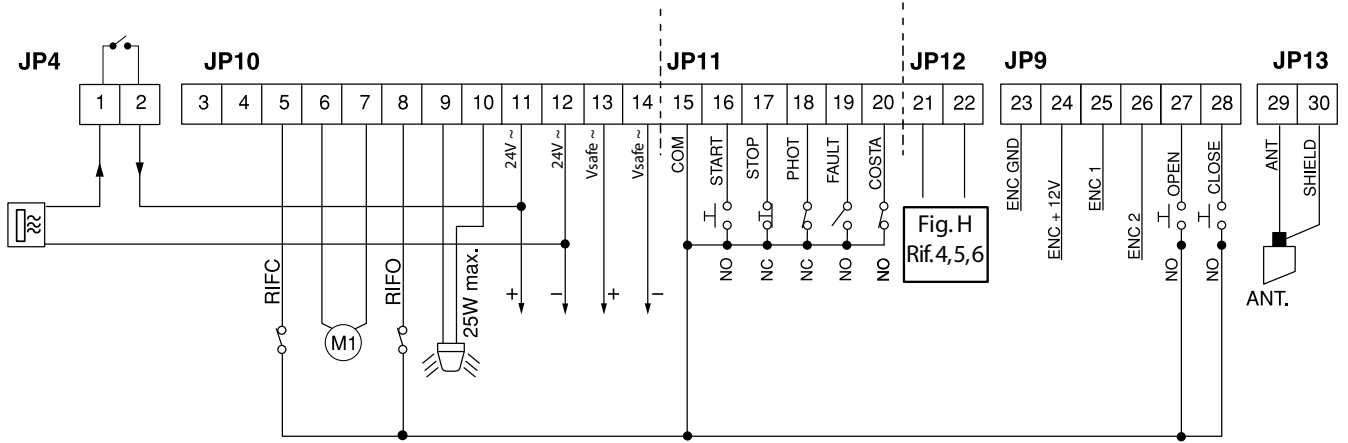 JP4
JP10
JP11
JP12
JP9
JP13
1 2
3 4 5 6 7 8 9 10 11 12 13 14 15 16 17 18 19 20 21 22
23 24 25 26 27 28
29 30
24V ~
24V ~
Vsafe ~
Vsafe ~
COM
START
STOP
PHOT
FAULT
COSTA
ENC GND
ENC + 12V
ENC 1
ENC 2
OPEN
CLOSE
ANT
SHIELD
Fig. H
Rif.4,5,6
NO
NC
NC
NO
NO
NO
NO
RIFC
M1
RIFO
25W max.
+
−
+
−
ANT.